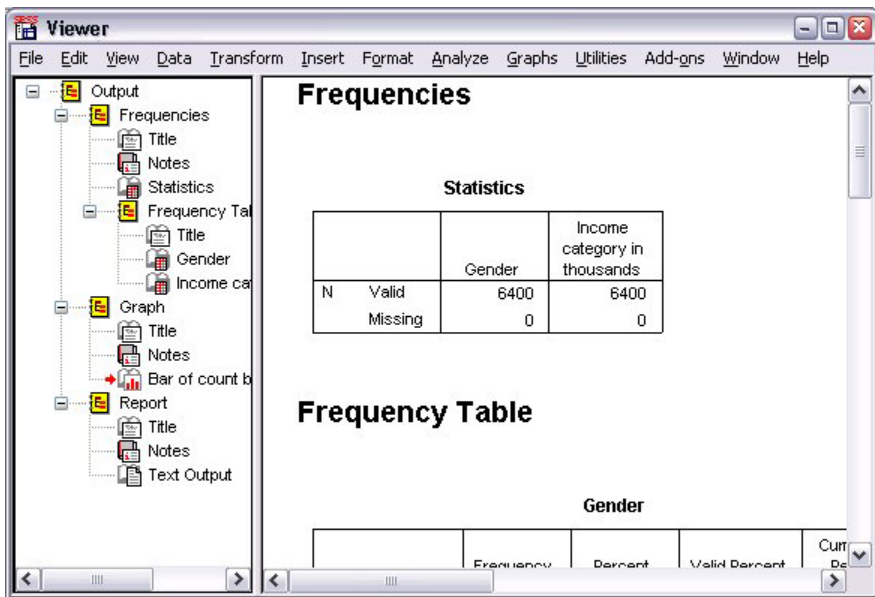 Viewer
File Edit View Data Transform Insert Format Analyze Graphs Utilities Add-ons Window Help
Output
Frequencies
Title
Notes
Statistics
Frequency Tal
Title
Gender
Income ca
Graph
Title
Notes
Bar of count b
Report
Title
Notes
Text Output
Frequencies
Statistics
Gender
Income
category in
thousands
N Valid 6400 6400
Missing 0 0
Frequency Table
Gender
Frequency Percent Valid Percent